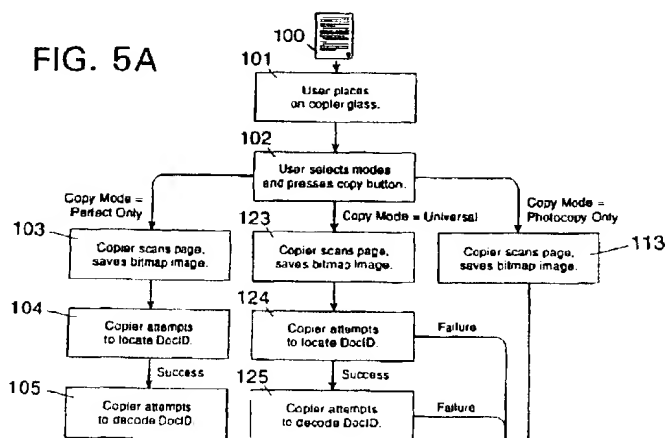 FIG. 5A
100
101
User places
on copier glass.
102
User selects modes
and presses copy button.
Copy Mode =
Perfect Only
Copy Mode = Universal
Copy Mode =
Photocopy Only
103
Copier scans page,
saves bitmap image.
123
Copier scans page,
saves bitmap image.
Copier scans page,
saves bitmap image.
113
104
Copier attempts
to locate DocID.
124
Copier attempts
to locate DocID.
Failure
Success
Success
105
Copier attempts
to decode DocID.
125
Copier attempts
to decode DocID.
Failure